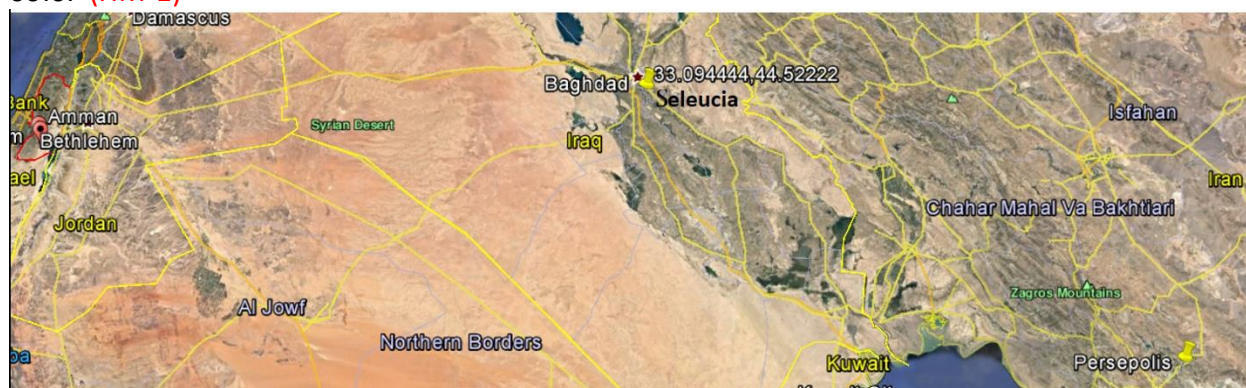 Damascus
Baghdad
33.094444,44.52222
Seleucia
Bank
Amman
Bethlehem
Syrian Desert
Iraq
Isfahan
Iran
Jordan
Chahar Mahal Va Bakhtiari
Al Jowf
Zagros Mountains
Northern Borders
Kuwait
Persepolis